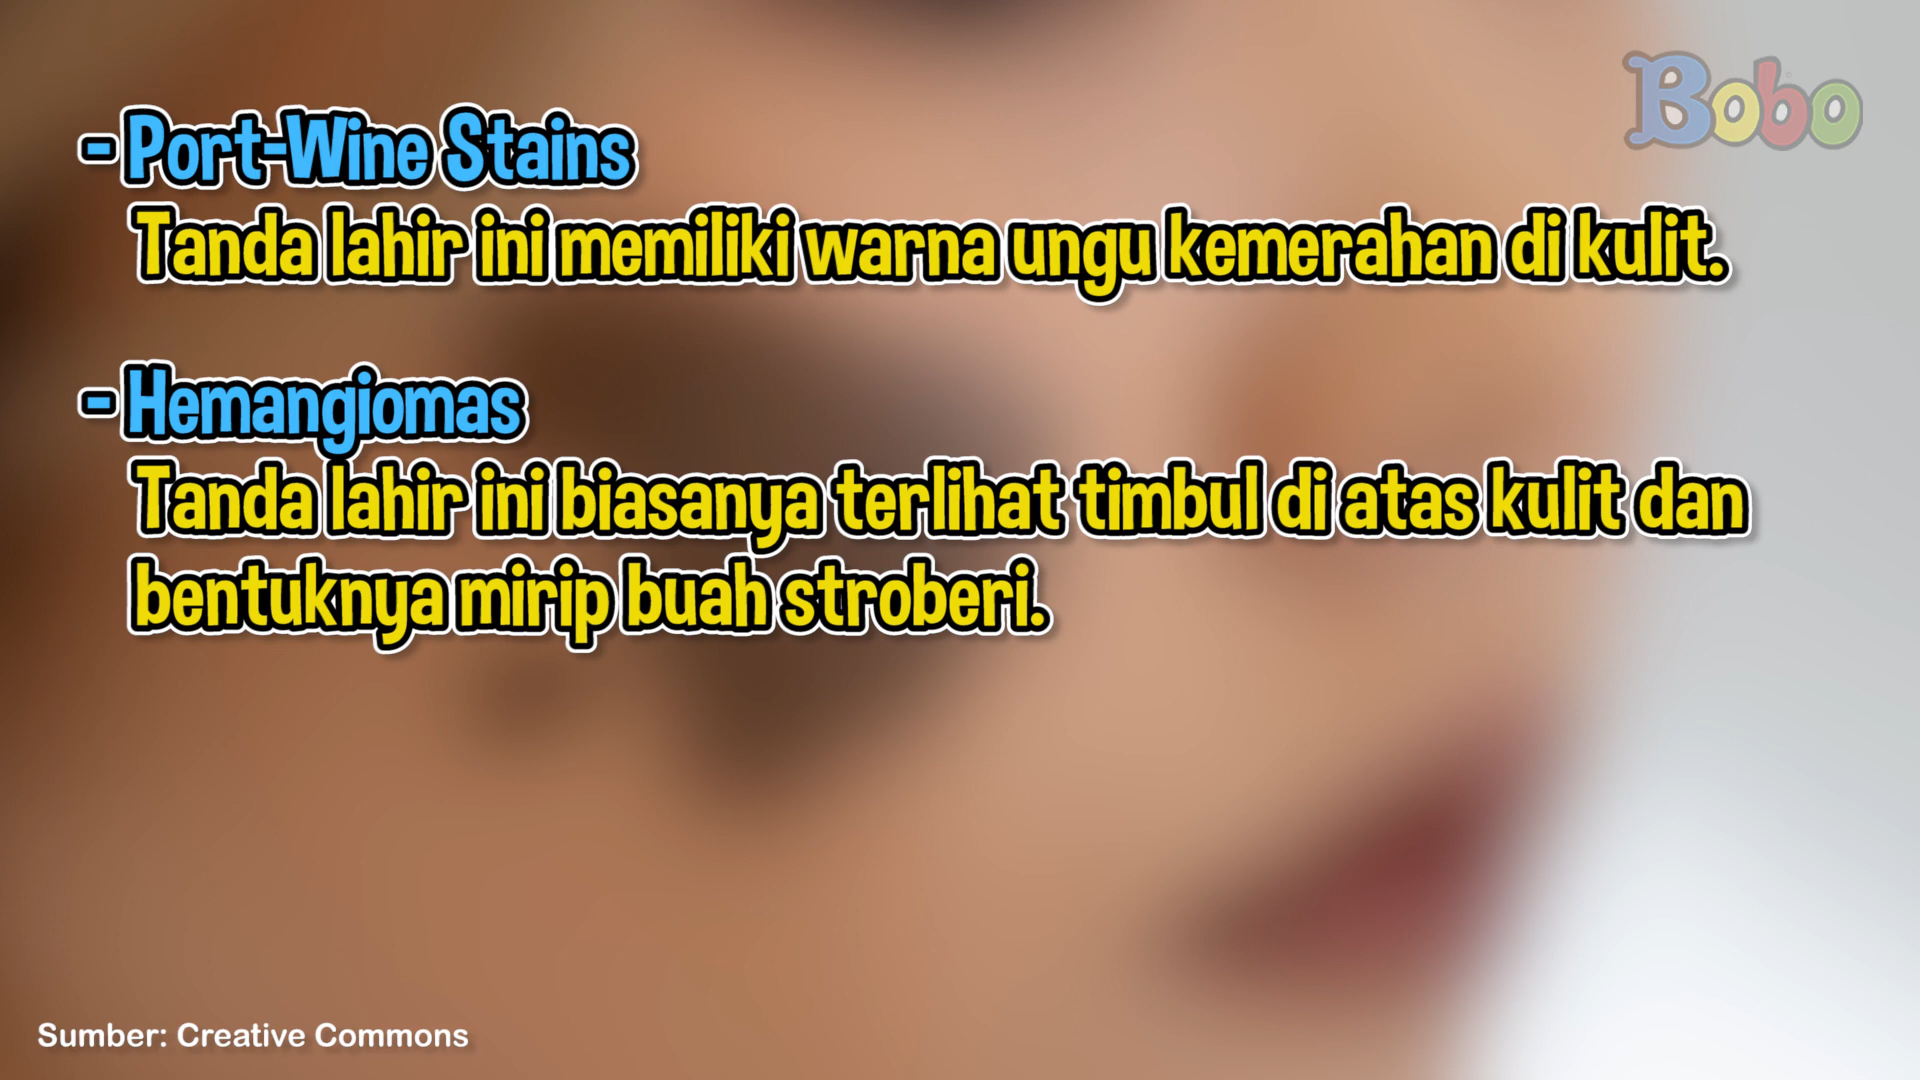 Bobo
- Port-Wine Stains
Tanda lahir ini memiliki warna ungu kemerahan di kulit.
- Hemangiomas
Tanda lahir ini biasanya terlihat timbul di atas kulit dan
bentuknya mirip buah stroberi.
Sumber: Creative Commons